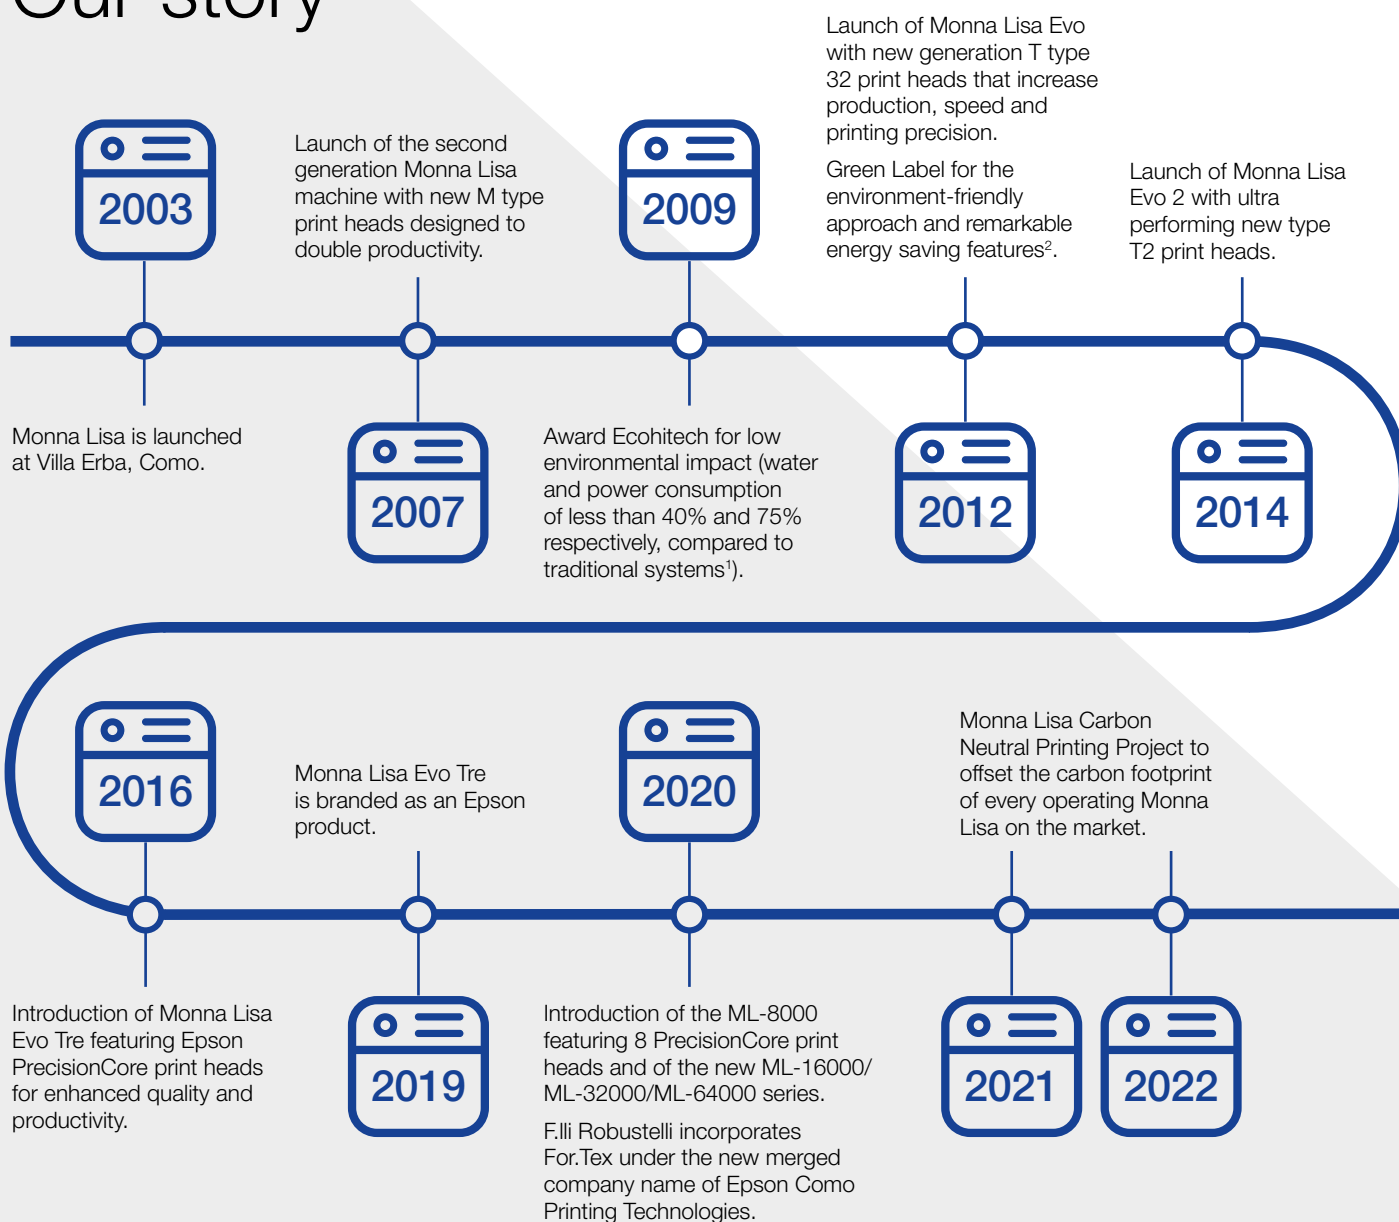 Our story
2003
Monna Lisa is launched
at Villa Erba, Como.
Launch of the second
generation Monna Lisa
machine with new M type
print heads designed to
double productivity.
2007
2009
Award Ecohitech for low
environmental impact (water
and power consumption
of less than 40% and 75%
respectively, compared to
traditional systems¹).
Launch of Monna Lisa Evo
with new generation T type
32 print heads that increase
production, speed and
printing precision.
Green Label for the
environment-friendly
approach and remarkable
energy saving features².
2012
Launch of Monna Lisa
Evo 2 with ultra
performing new type
T2 print heads.
2014
2016
Introduction of Monna Lisa
Evo Tre featuring Epson
PrecisionCore print heads
for enhanced quality and
productivity.
Monna Lisa Evo Tre
is branded as an Epson
product.
2019
2020
Introduction of the ML-8000
featuring 8 PrecisionCore print
heads and of the new ML-16000/
ML-32000/ML-64000 series.
F.lli Robustelli incorporates
For.Tex under the new merged
company name of Epson Como
Printing Technologies.
Monna Lisa Carbon
Neutral Printing Project to
offset the carbon footprint
of every operating Monna
Lisa on the market.
2021
2022